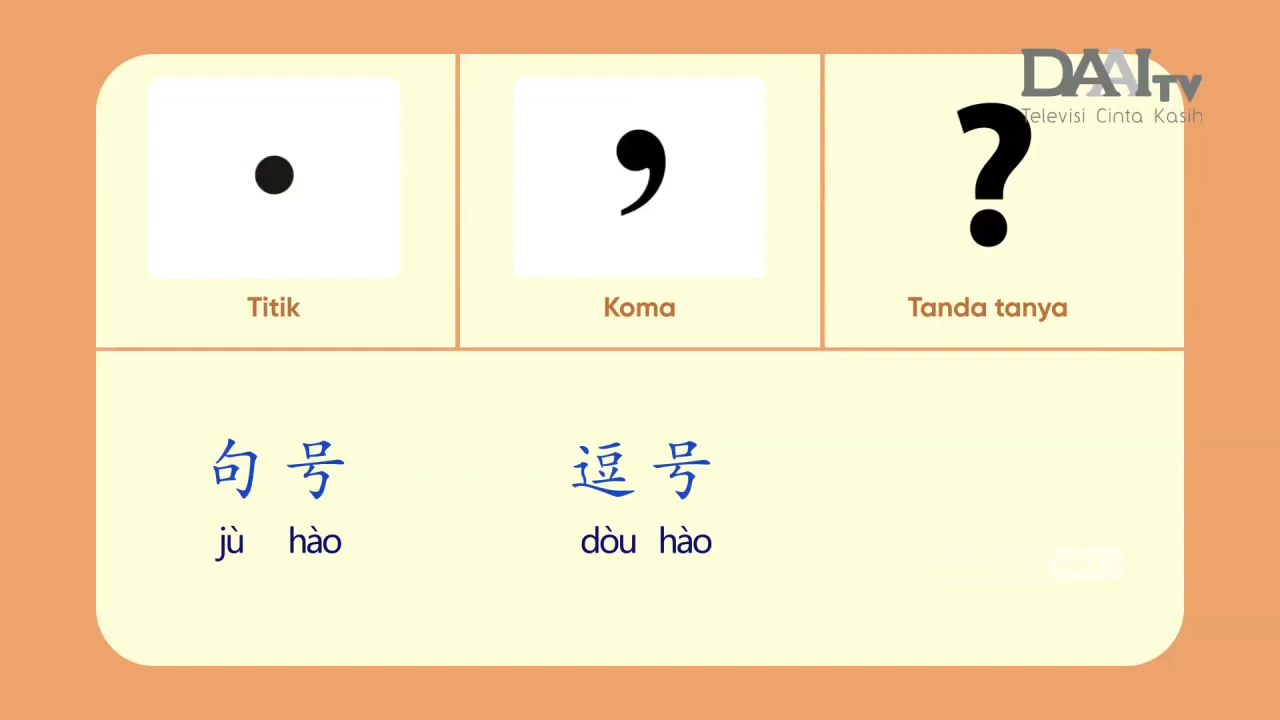 DAAI TV
Televisi Cinta Kasih
. , ?
Titik Koma Tanda tanya
句号 逗号
jù hào dòu hào